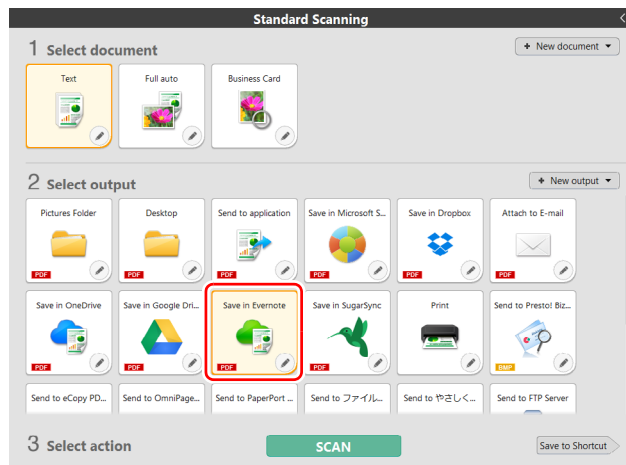 Standard Scanning
1 Select document
+ New document
Text
Full auto
Business Card
2 Select output
+ New output
Pictures Folder
Desktop
Send to application
Save in Microsoft S...
Save in Dropbox
Attach to E-mail
PDF
PDF
PDF
PDF
PDF
PDF
Save in OneDrive
Save in Google Dri...
Save in Evernote
Save in SugarSync
Print
Send to Presto! Biz...
PDF
PDF
PDF
PDF
BMP
Send to eCopy PD...
Send to OmniPage...
Send to PaperPort ...
Send to ファイル...
Send to やさしく...
Send to FTP Server
3 Select action
SCAN
Save to Shortcut